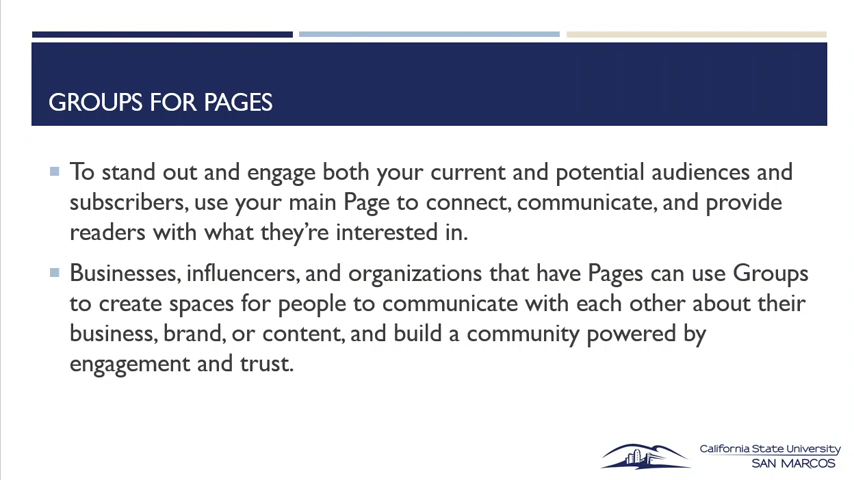 GROUPS FOR PAGES
To stand out and engage both your current and potential audiences and
subscribers, use your main Page to connect, communicate, and provide
readers with what they're interested in.
Businesses, influencers, and organizations that have Pages can use Groups
to create spaces for people to communicate with each other about their
business, brand, or content, and build a community powered by
engagement and trust.
California State University
SAN MARCOS